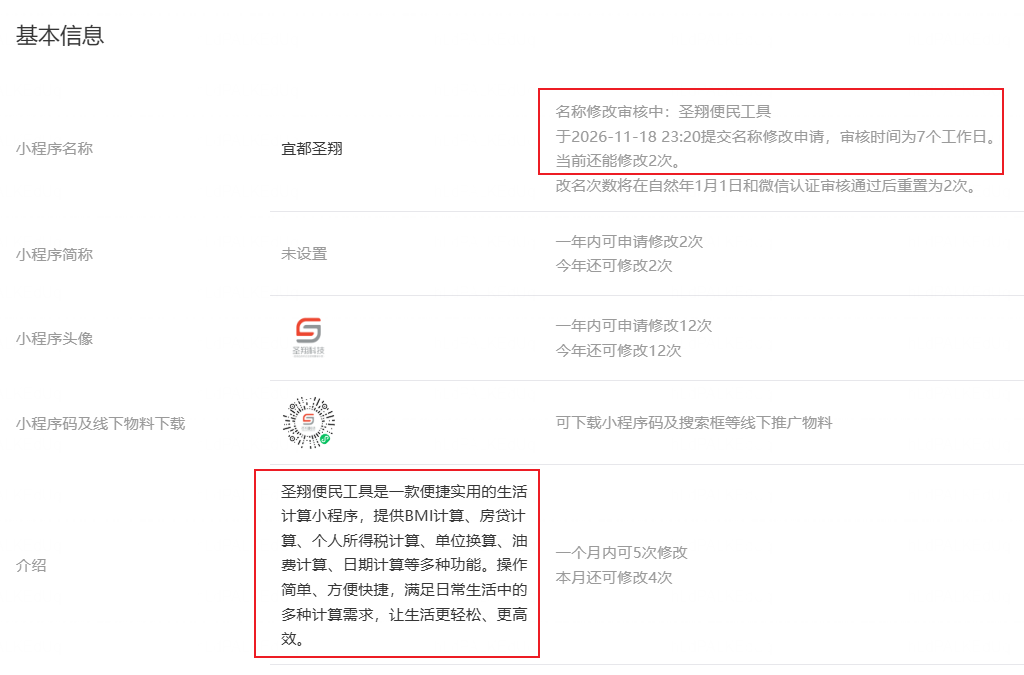 基本信息
小程序名称
宜都圣翔
名称修改审核中：圣翔便民工具
于2026-11-18 23:20提交名称修改申请，审核时间为7个工作日。
当前还能修改2次。
改名次数将在自然年1月1日和微信认证审核通过后重置为2次。
小程序简称
未设置
一年内可申请修改2次
今年还可修改2次
小程序头像
圣翔科技
一年内可申请修改12次
今年还可修改12次
小程序码及线下物料下载
可下载小程序码及搜索框等线下推广物料
介绍
圣翔便民工具是一款便捷实用的生活
计算小程序，提供BMI计算、房贷计
算、个人所得税计算、单位换算、油
费计算、日期计算等多种功能。操作
简单、方便快捷，满足日常生活中的
多种计算需求，让生活更轻松、更高
效。
一个月内可5次修改
本月还可修改4次